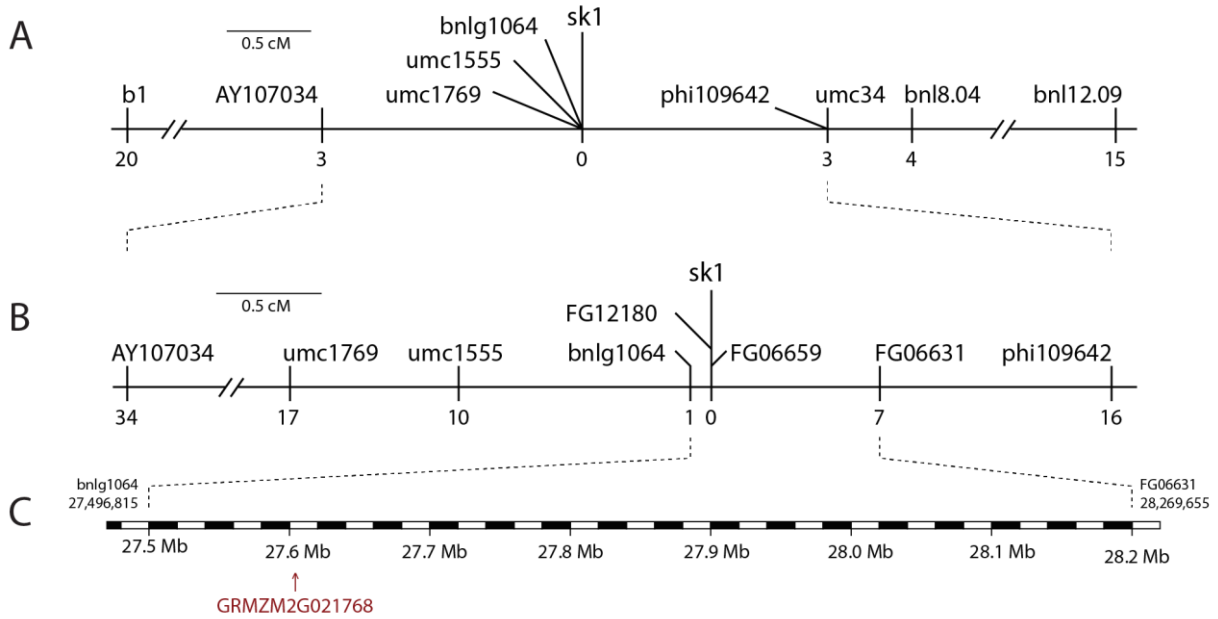 A
0.5 cM
sk1
bnlg1064
umc1555
umc1769
b1 AY107034 phi109642 umc34 bnl8.04 bnl12.09
20 3 0 3 4 15
B
0.5 cM
sk1
FG12180
AY107034 umc1769 umc1555 bnlg1064 FG06659 FG06631 phi109642
34 17 10 1 0 7 16
C
bnlg1064 FG06631
27,496,815 28,269,655
27.5 Mb 27.6 Mb 27.7 Mb 27.8 Mb 27.9 Mb 28.0 Mb 28.1 Mb 28.2 Mb
GRMZM2G021768